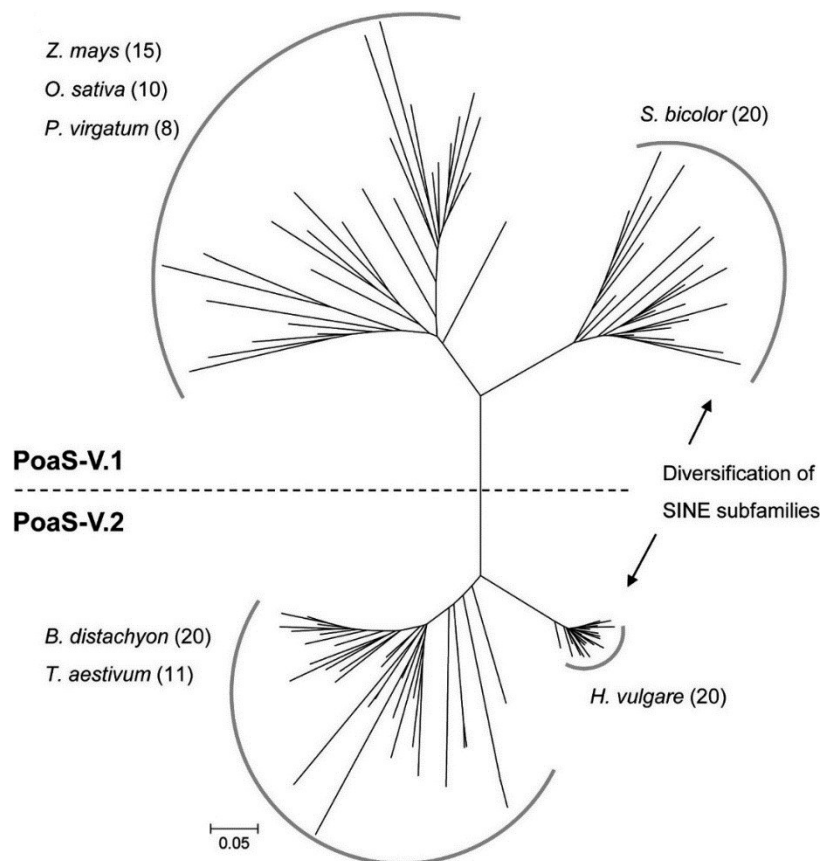 Z. mays (15)
O. sativa (10)
P. virgatum (8)
S. bicolor (20)
PoaS-V.1
Diversification of
SINE subfamilies
PoaS-V.2
B. distachyon (20)
T. aestivum (11)
H. vulgare (20)
0.05